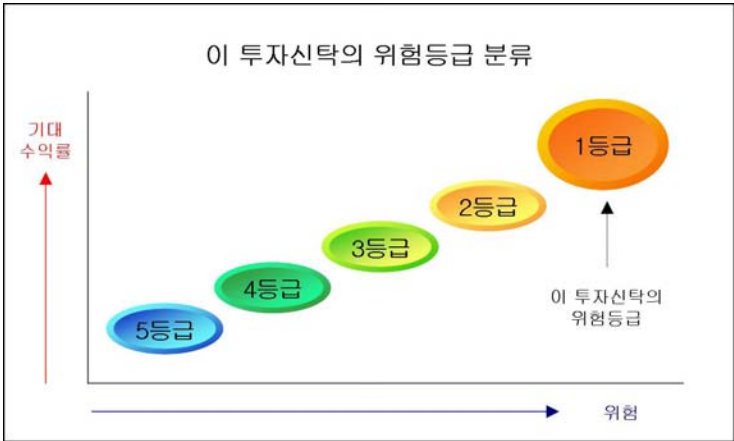 이 투자신탁의 위험등급 분류
기대
수익률
1등급
2등급
3등급
4등급
5등급
이 투자신탁의
위험등급
위험